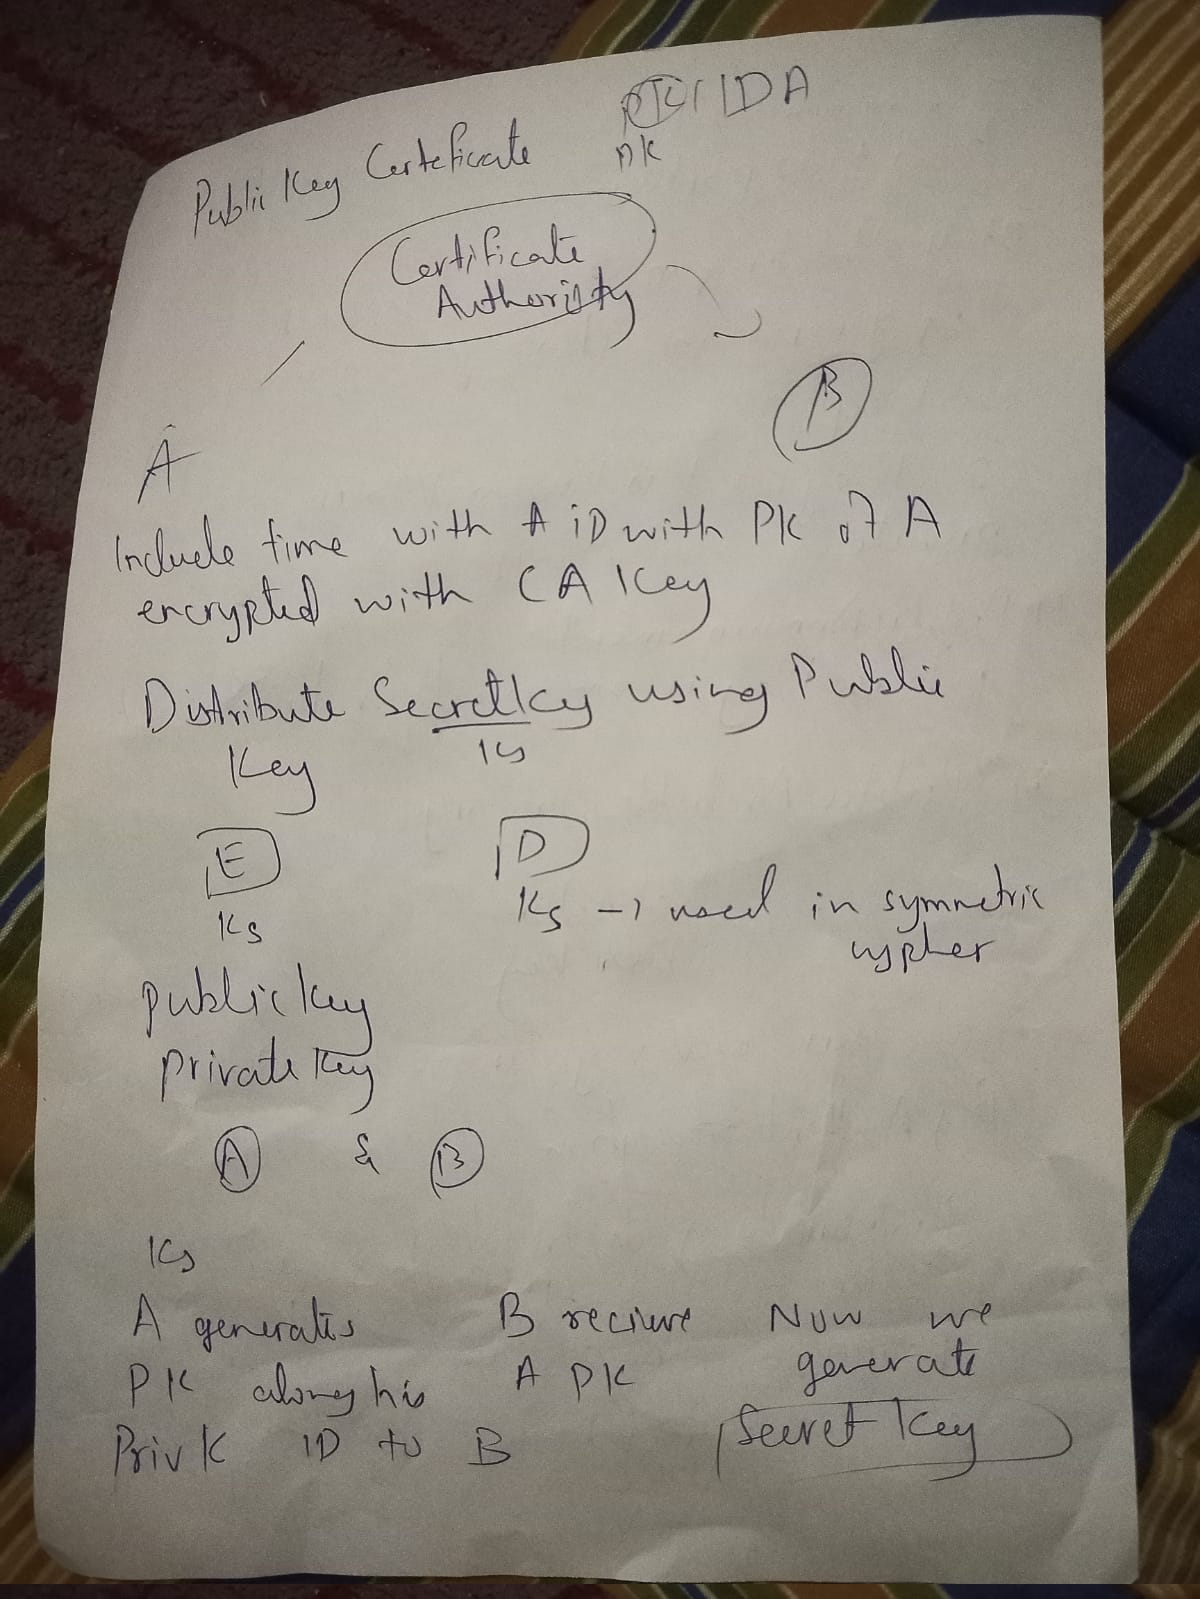 IDA
Public Key Certeficate PK
Certificate
Authority
B
A
Include time with A iD with PK of A
encrypted with CA Key
Distribute Secret Key using Public
Key Ks
E D
Ks Ks → used in symmetric
cypher
public key
private key
A & B
Ks
A generates B recieve Now we
PK along his A PK generate
Priv K ID to B Secret Key